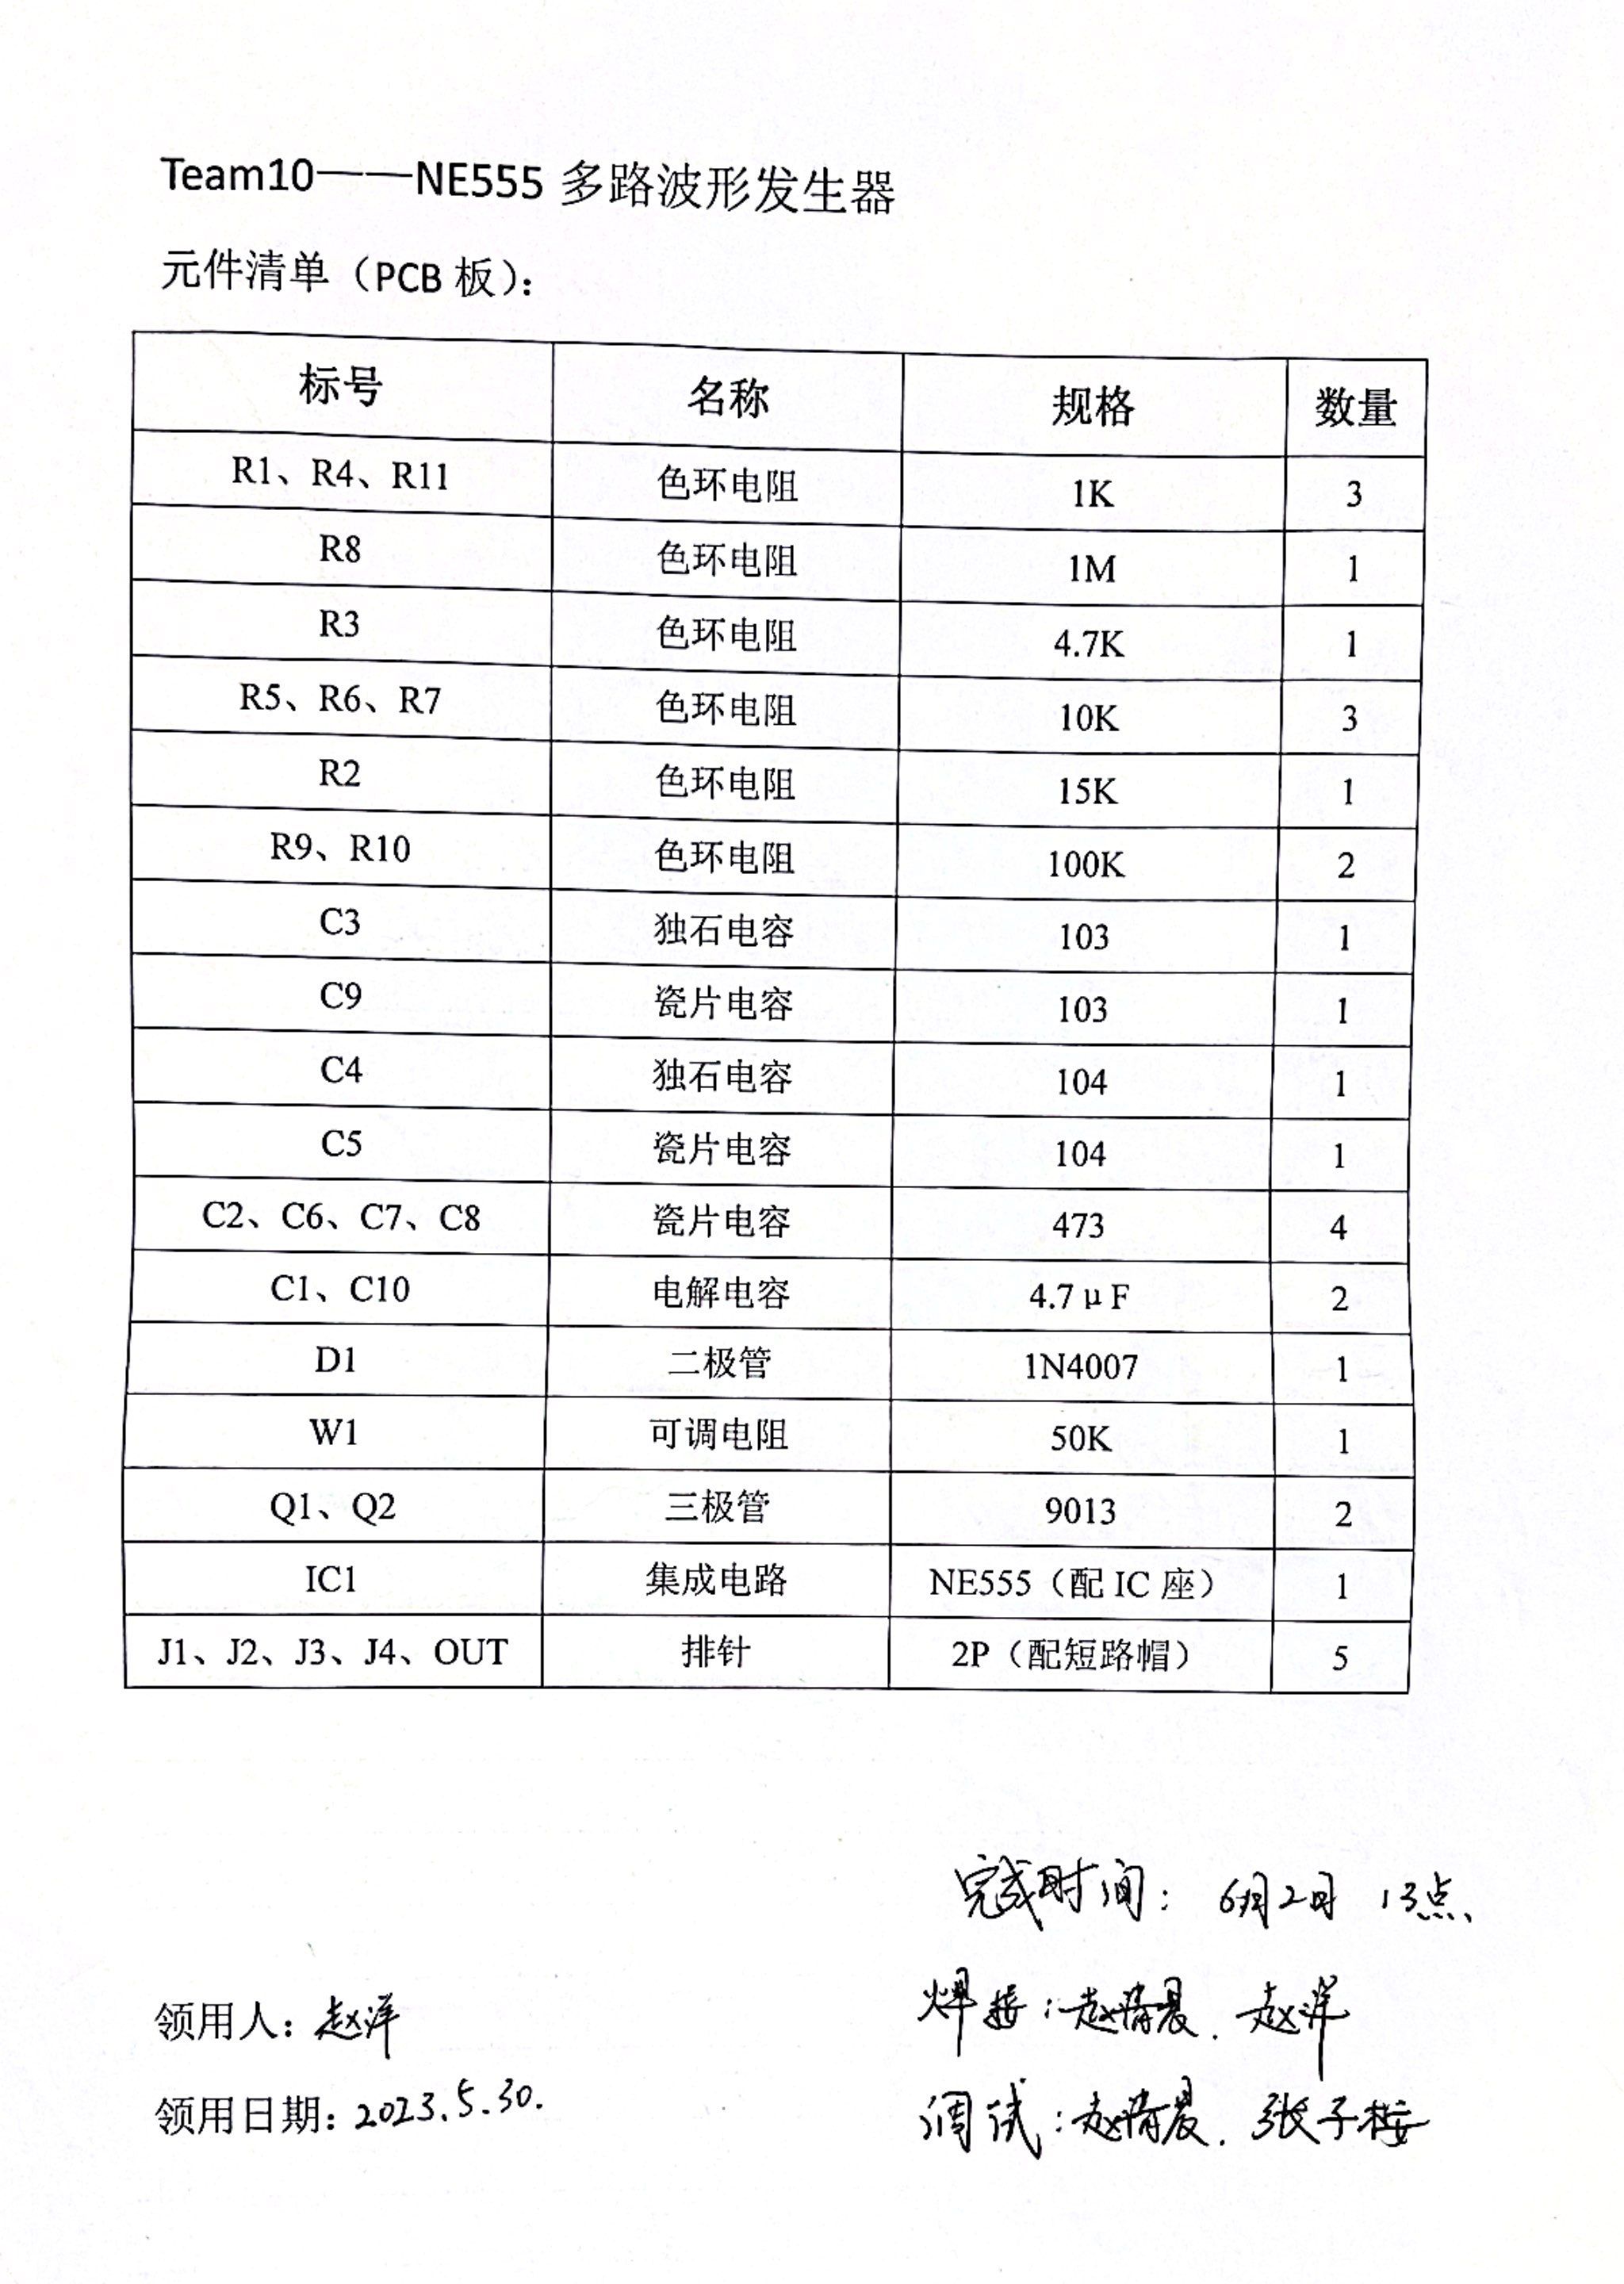 Team10——NE555 多路波形发生器
元件清单（PCB 板）：
标号 名称 规格 数量
R1、R4、R11 色环电阻 1K 3
R8 色环电阻 1M 1
R3 色环电阻 4.7K 1
R5、R6、R7 色环电阻 10K 3
R2 色环电阻 15K 1
R9、R10 色环电阻 100K 2
C3 独石电容 103 1
C9 瓷片电容 103 1
C4 独石电容 104 1
C5 瓷片电容 104 1
C2、C6、C7、C8 瓷片电容 473 4
C1、C10 电解电容 4.7μF 2
D1 二极管 1N4007 1
W1 可调电阻 50K 1
Q1、Q2 三极管 9013 2
IC1 集成电路 NE555（配 IC 座） 1
J1、J2、J3、J4、OUT 排针 2P（配短路帽） 5
完成时间：6月2日 13点
领用人：赵洋
焊接：赵洋
领用日期：2023.5.30.
调试：